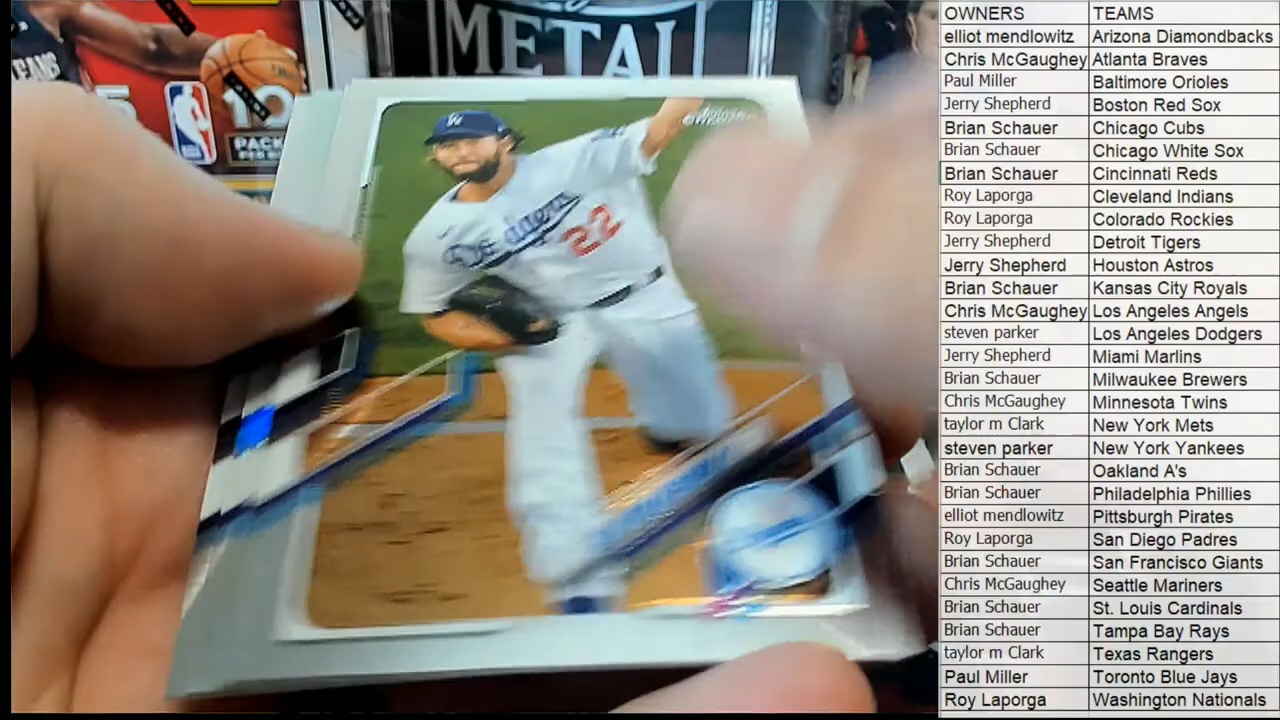 METAL
NBA
10
PACK
Dodgers
22
OWNERS TEAMS
elliot mendlowitz Arizona Diamondbacks
Chris McGaughey Atlanta Braves
Paul Miller Baltimore Orioles
Jerry Shepherd Boston Red Sox
Brian Schauer Chicago Cubs
Brian Schauer Chicago White Sox
Brian Schauer Cincinnati Reds
Roy Laporga Cleveland Indians
Roy Laporga Colorado Rockies
Jerry Shepherd Detroit Tigers
Jerry Shepherd Houston Astros
Brian Schauer Kansas City Royals
Chris McGaughey Los Angeles Angels
steven parker Los Angeles Dodgers
Jerry Shepherd Miami Marlins
Brian Schauer Milwaukee Brewers
Chris McGaughey Minnesota Twins
taylor m Clark New York Mets
steven parker New York Yankees
Brian Schauer Oakland A's
Brian Schauer Philadelphia Phillies
elliot mendlowitz Pittsburgh Pirates
Roy Laporga San Diego Padres
Brian Schauer San Francisco Giants
Chris McGaughey Seattle Mariners
Brian Schauer St. Louis Cardinals
Brian Schauer Tampa Bay Rays
taylor m Clark Texas Rangers
Paul Miller Toronto Blue Jays
Roy Laporga Washington Nationals